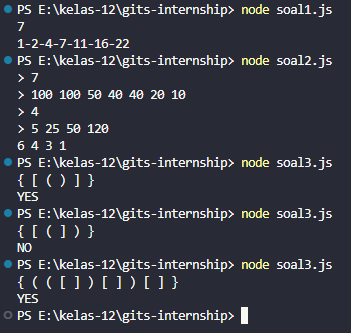 PS E:\kelas-12\gits-internship> node soal1.js
7
1-2-4-7-11-16-22
PS E:\kelas-12\gits-internship> node soal2.js
> 7
> 100 100 50 40 40 20 10
> 4
> 5 25 50 120
6 4 3 1
PS E:\kelas-12\gits-internship> node soal3.js
{ [ ( ) ] }
YES
PS E:\kelas-12\gits-internship> node soal3.js
{ [ ( ] ) }
NO
PS E:\kelas-12\gits-internship> node soal3.js
{ ( ( [ ] ) [ ] ) [ ] }
YES
PS E:\kelas-12\gits-internship>